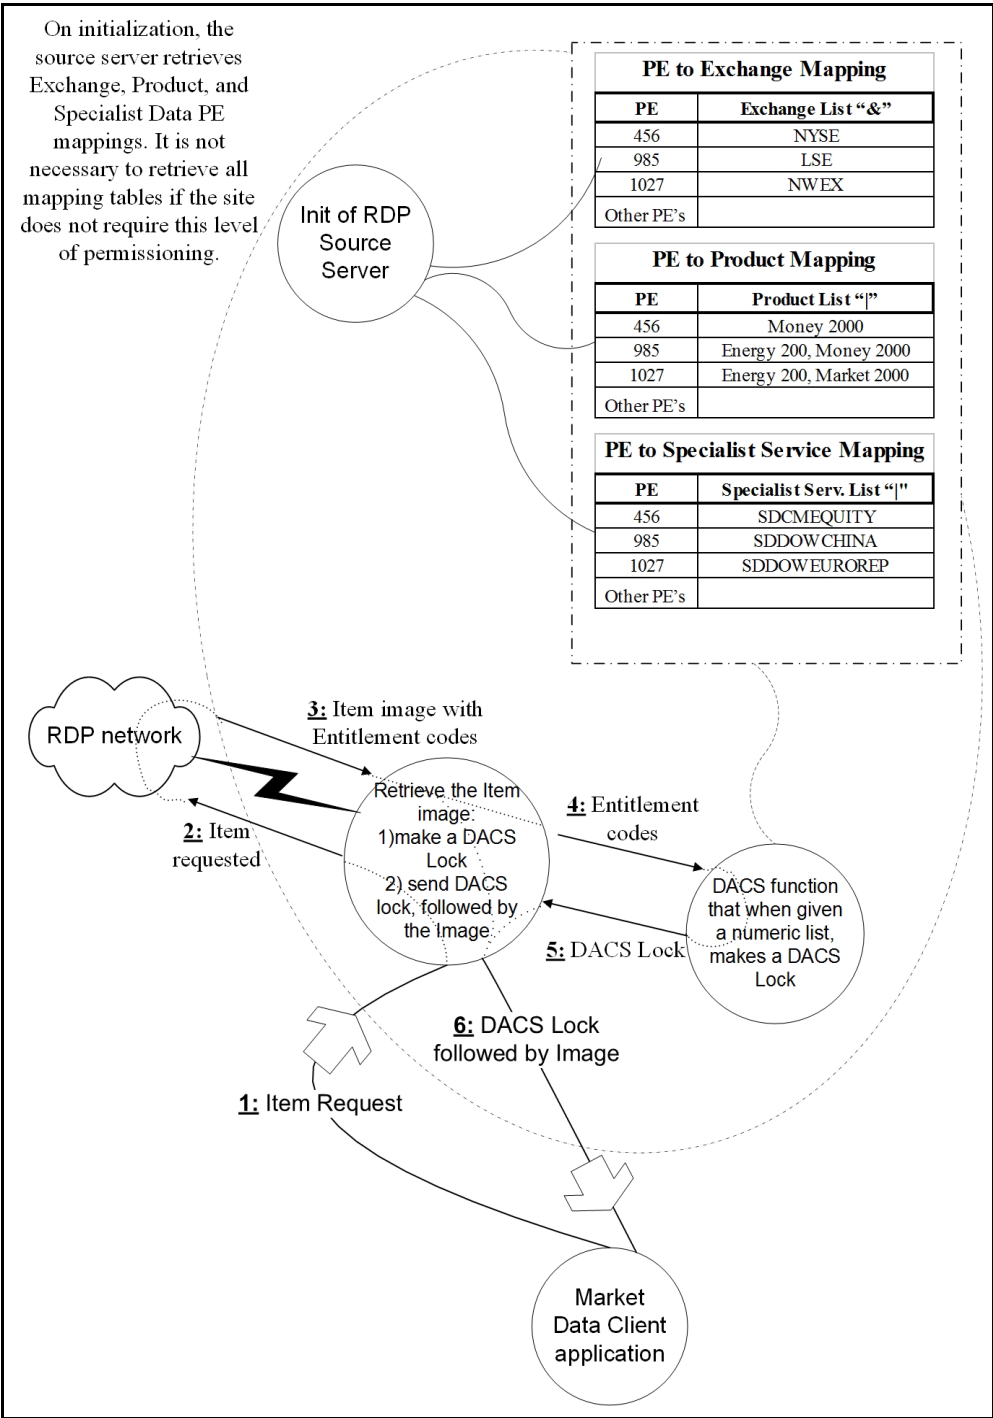 On initialization, the
source server retrieves
Exchange, Product, and
Specialist Data PE
mappings. It is not
necessary to retrieve all
mapping tables if the site
does not require this level
of permissioning.
Init of RDP
Source
Server
PE to Exchange Mapping
PE Exchange List “&”
456 NYSE
985 LSE
1027 NWEX
Other PE’s
PE to Product Mapping
PE Product List “|”
456 Money 2000
985 Energy 200, Money 2000
1027 Energy 200, Market 2000
Other PE’s
PE to Specialist Service Mapping
PE Specialist Serv. List “|"
456 SDCMEQUITY
985 SDDOWCHINA
1027 SDDOWEUROREP
Other PE’s
RDP network
3: Item image with
Entitlement codes
2: Item
requested
Retrieve the Item
image:
1)make a DACS
Lock
2) send DACS
lock, followed by
the Image.
4: Entitlement
codes
DACS function
that when given
a numeric list,
makes a DACS
Lock
5: DACS Lock
6: DACS Lock
followed by Image
1: Item Request
Market
Data Client
application